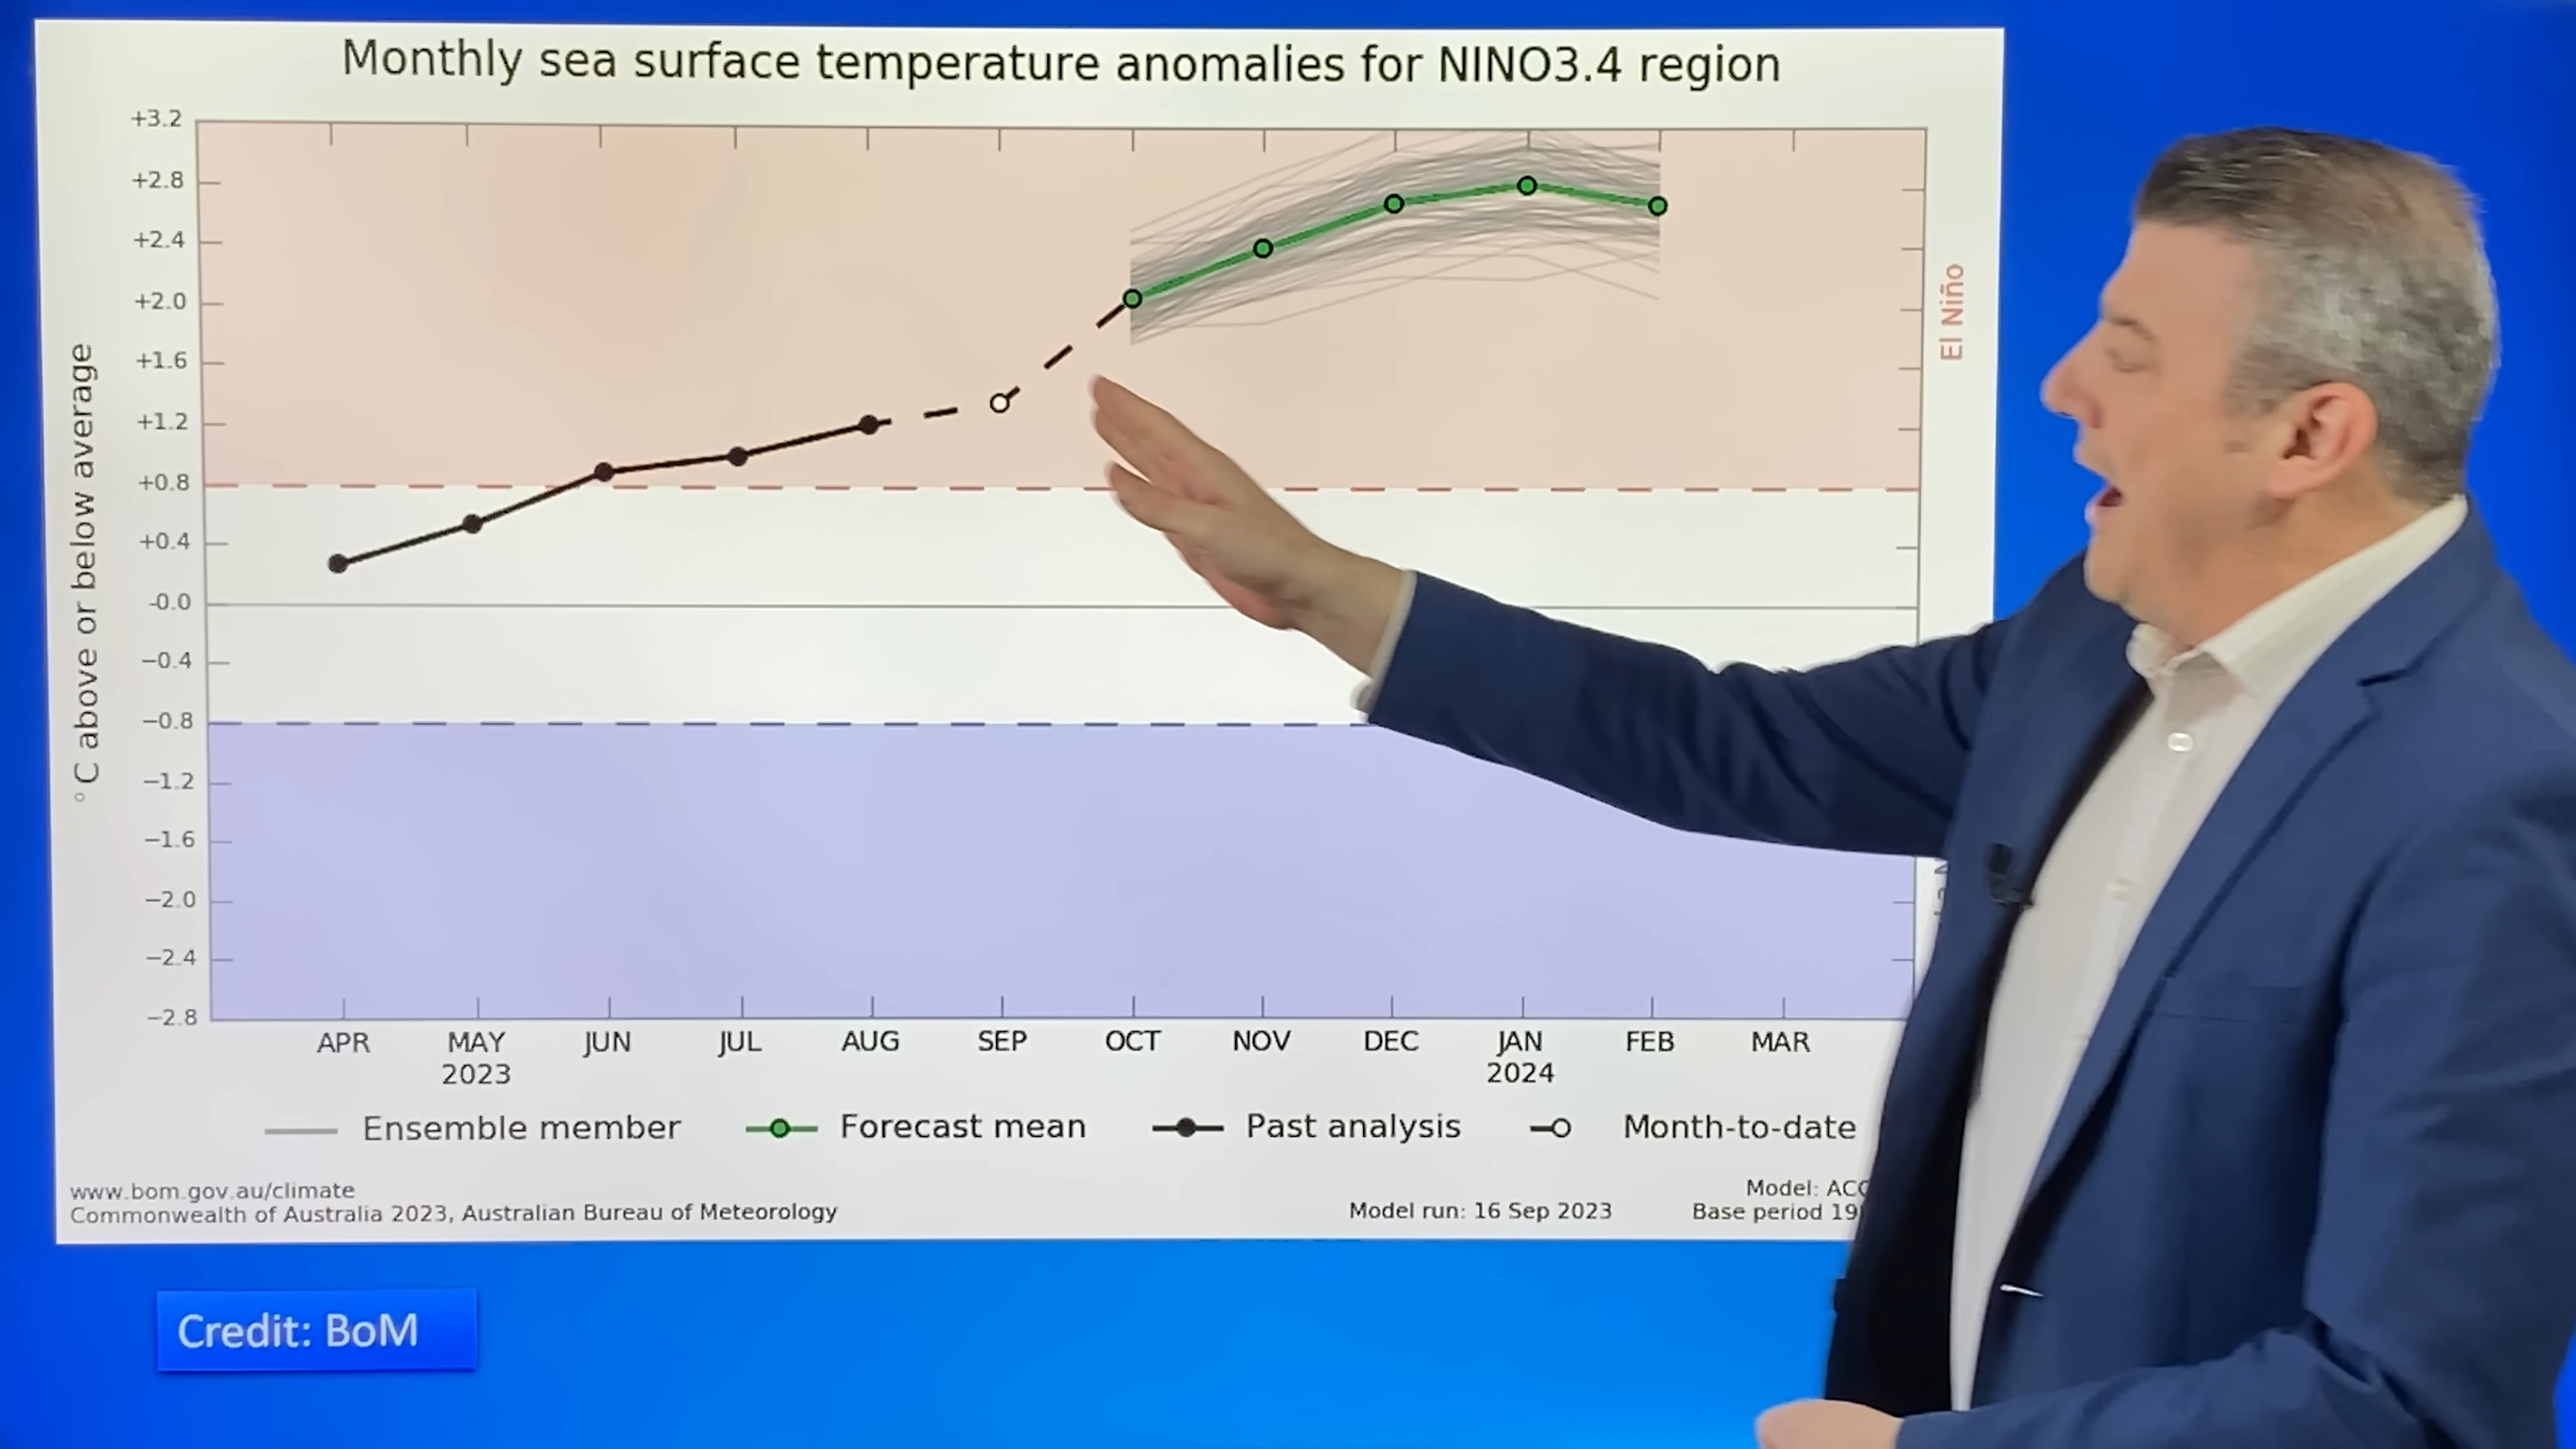 Monthly sea surface temperature anomalies for NINO3.4 region
+3.2
+2.8
+2.4
+2.0
+1.6
+1.2
+0.8
+0.4
-0.0
−0.4
−0.8
−1.2
−1.6
−2.0
−2.4
−2.8
°C above or below average
El Niño
APR MAY JUN JUL AUG SEP OCT NOV DEC JAN FEB MAR
2023 2024
Ensemble member Forecast mean Past analysis Month-to-date
www.bom.gov.au/climate
Commonwealth of Australia 2023, Australian Bureau of Meteorology
Model run: 16 Sep 2023
Model:
Base period
Credit: BoM